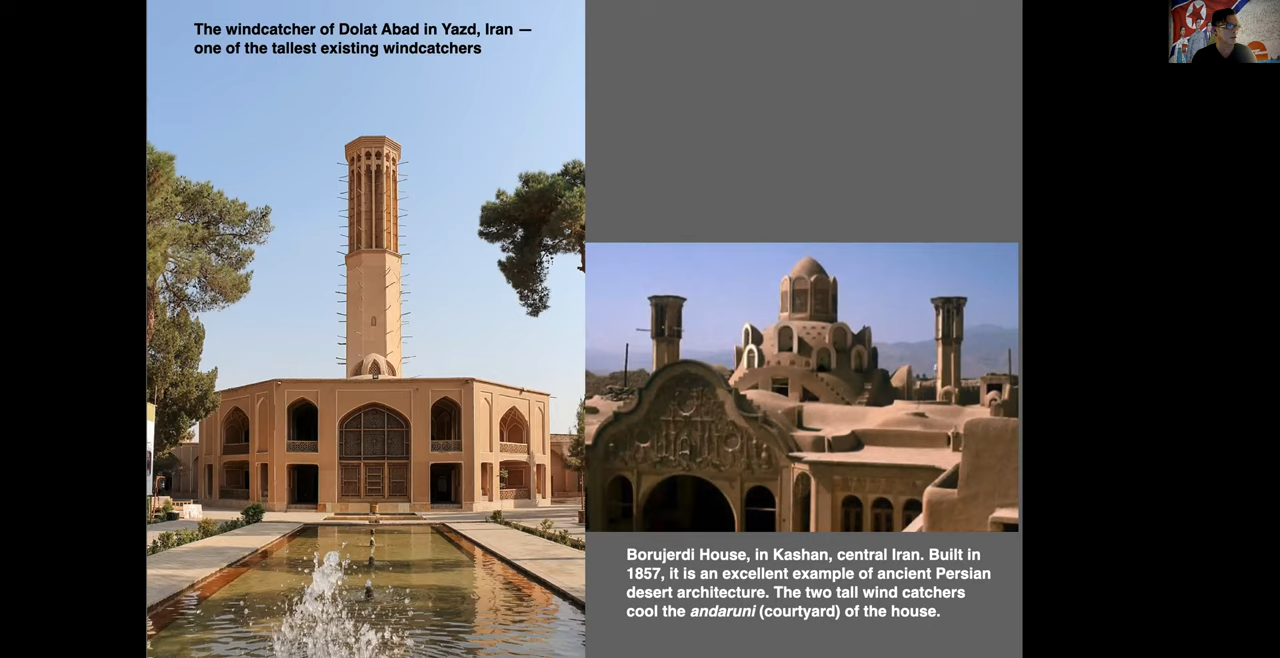 The windcatcher of Dolat Abad in Yazd, Iran —
one of the tallest existing windcatchers
Borujerdi House, in Kashan, central Iran. Built in
1857, it is an excellent example of ancient Persian
desert architecture. The two tall wind catchers
cool the andaruni (courtyard) of the house.